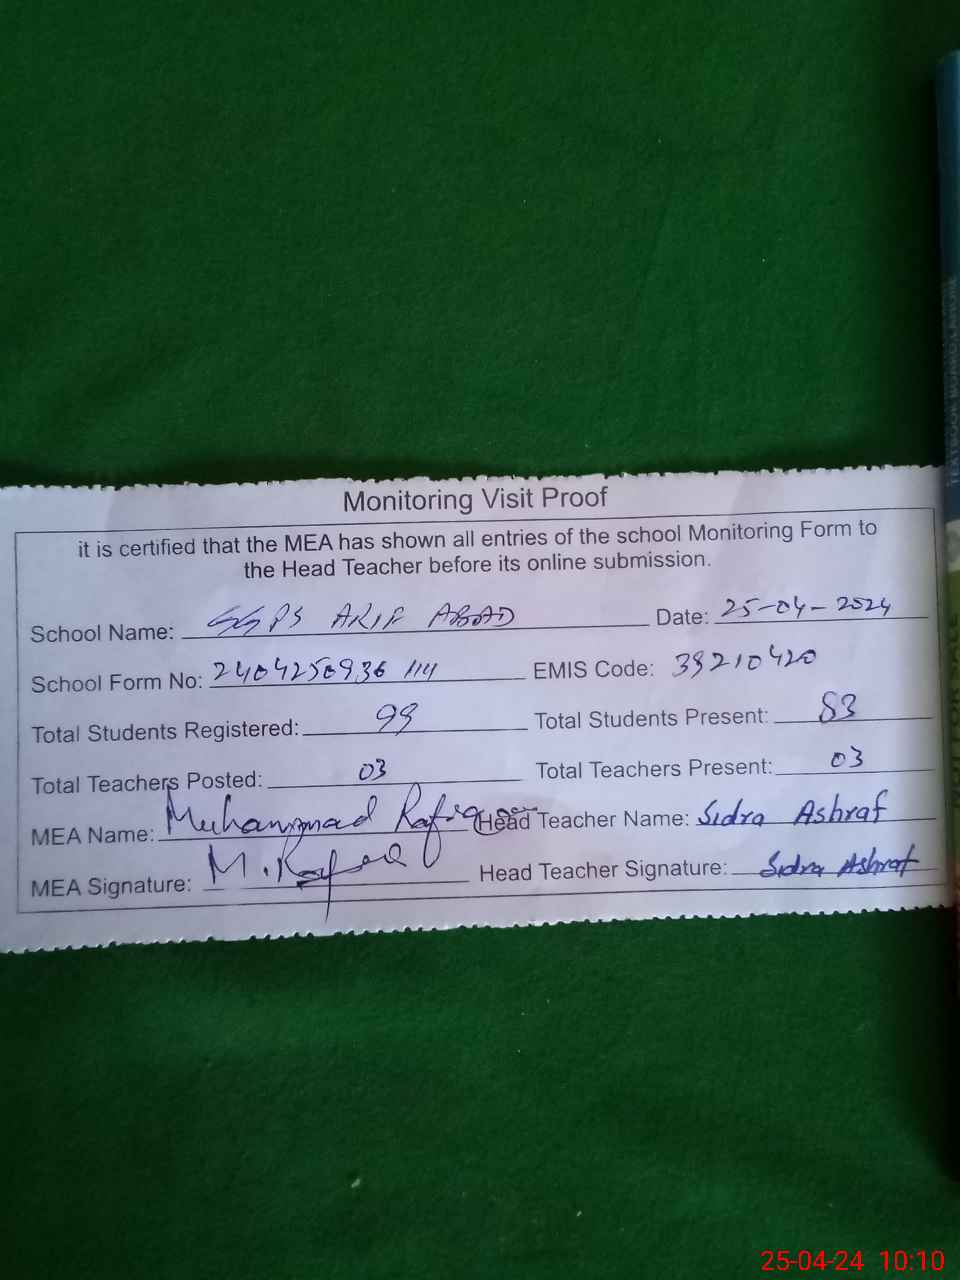 Monitoring Visit Proof
it is certified that the MEA has shown all entries of the school Monitoring Form to
the Head Teacher before its online submission.
School Name: GGPS ARIF ABAD Date: 25-04-2024
School Form No: 2404250936 114 EMIS Code: 39210420
Total Students Registered: 99 Total Students Present: 83
Total Teachers Posted: 03 Total Teachers Present: 03
MEA Name: Muhammad Rafiq Head Teacher Name: Sidra Ashraf
MEA Signature: M. Rafiq Head Teacher Signature: Sidra Ashraf
25-04-24 10:10